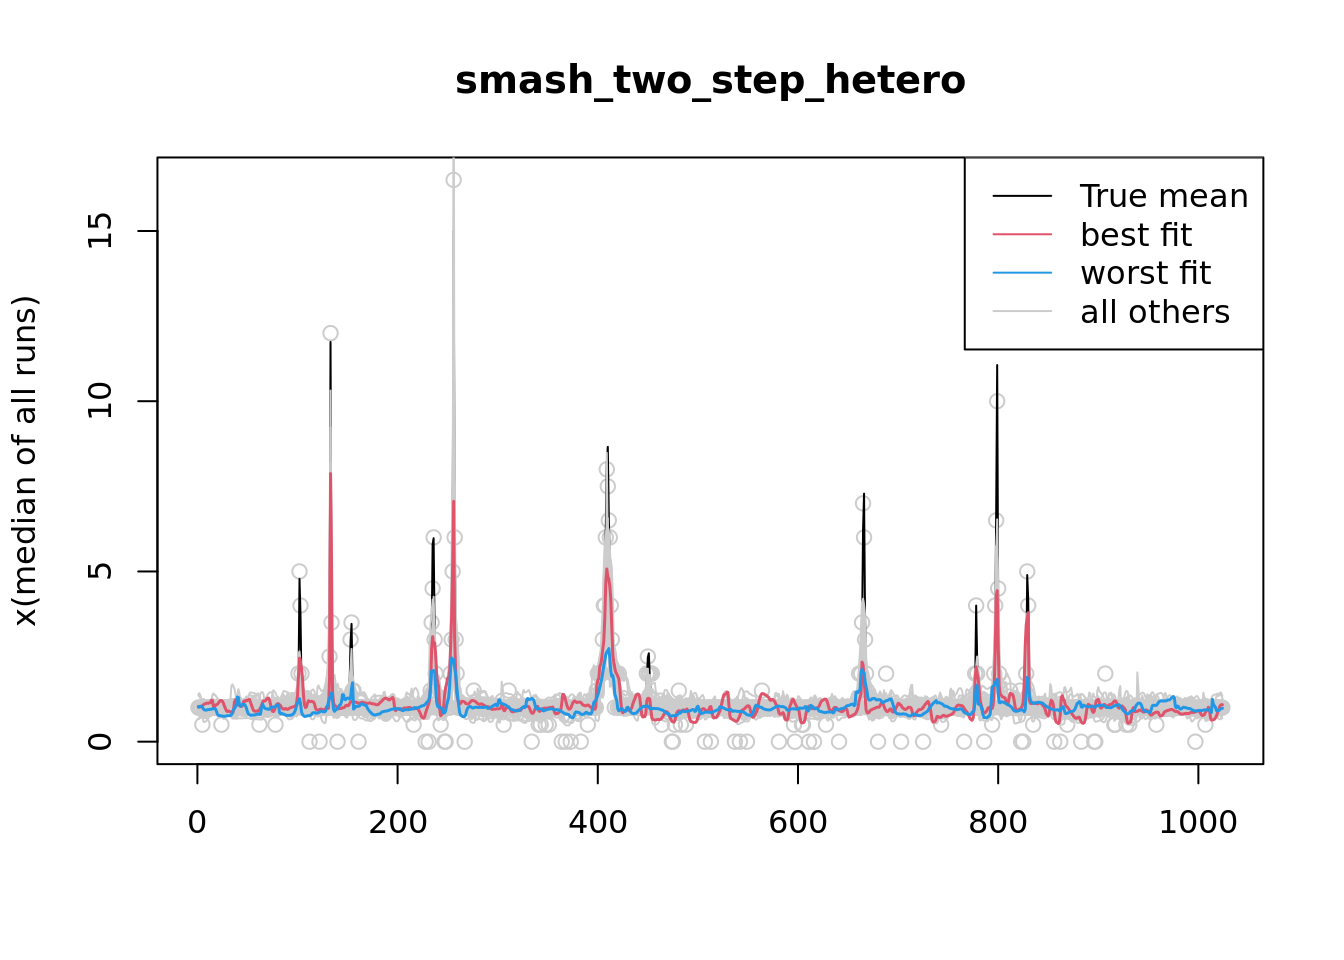 smash_two_step_hetero
x(median of all runs)
15
10
5
0
True mean
best fit
worst fit
all others
0 200 400 600 800 1000